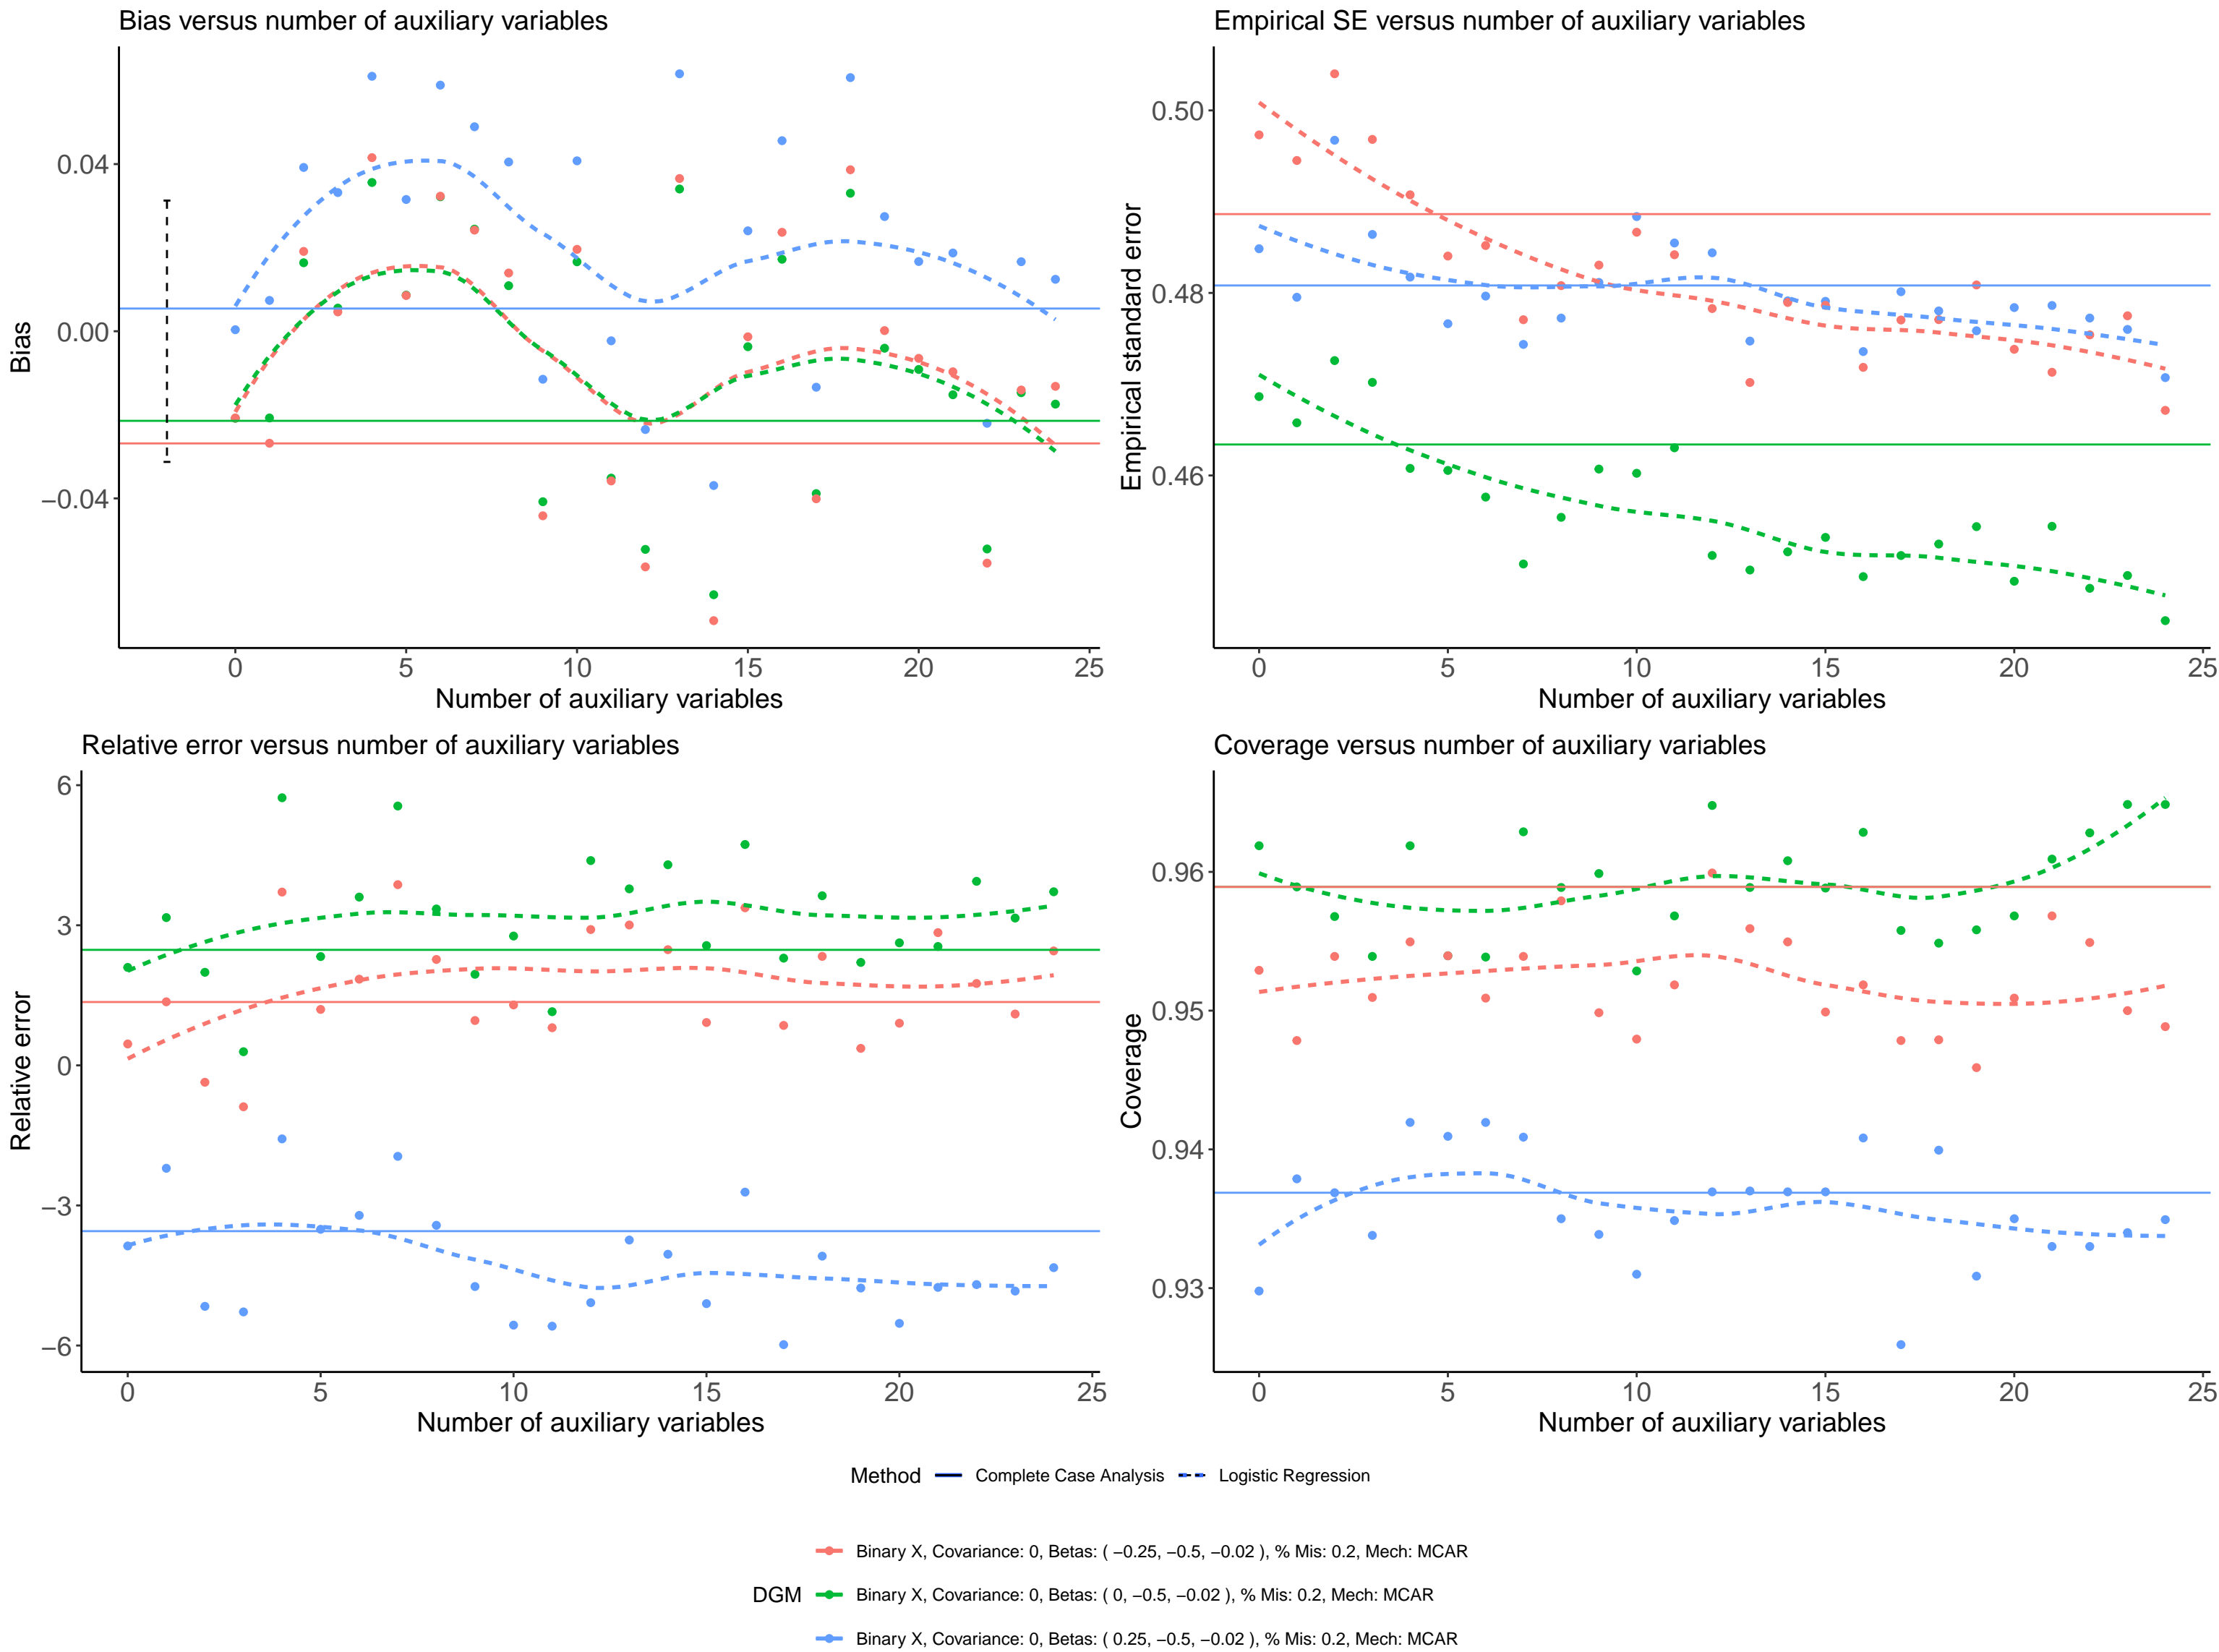 Bias versus number of auxiliary variables
Bias
0.04
0.00
−0.04
0 5 10 15 20 25
Number of auxiliary variables
Empirical SE versus number of auxiliary variables
Empirical standard error
0.50
0.48
0.46
0 5 10 15 20 25
Number of auxiliary variables
Relative error versus number of auxiliary variables
Relative error
6
3
0
−3
−6
0 5 10 15 20 25
Number of auxiliary variables
Coverage versus number of auxiliary variables
Coverage
0.96
0.95
0.94
0.93
0 5 10 15 20 25
Number of auxiliary variables
Method Complete Case Analysis Logistic Regression
Binary X, Covariance: 0, Betas: ( −0.25, −0.5, −0.02 ), % Mis: 0.2, Mech: MCAR
DGM Binary X, Covariance: 0, Betas: ( 0, −0.5, −0.02 ), % Mis: 0.2, Mech: MCAR
Binary X, Covariance: 0, Betas: ( 0.25, −0.5, −0.02 ), % Mis: 0.2, Mech: MCAR